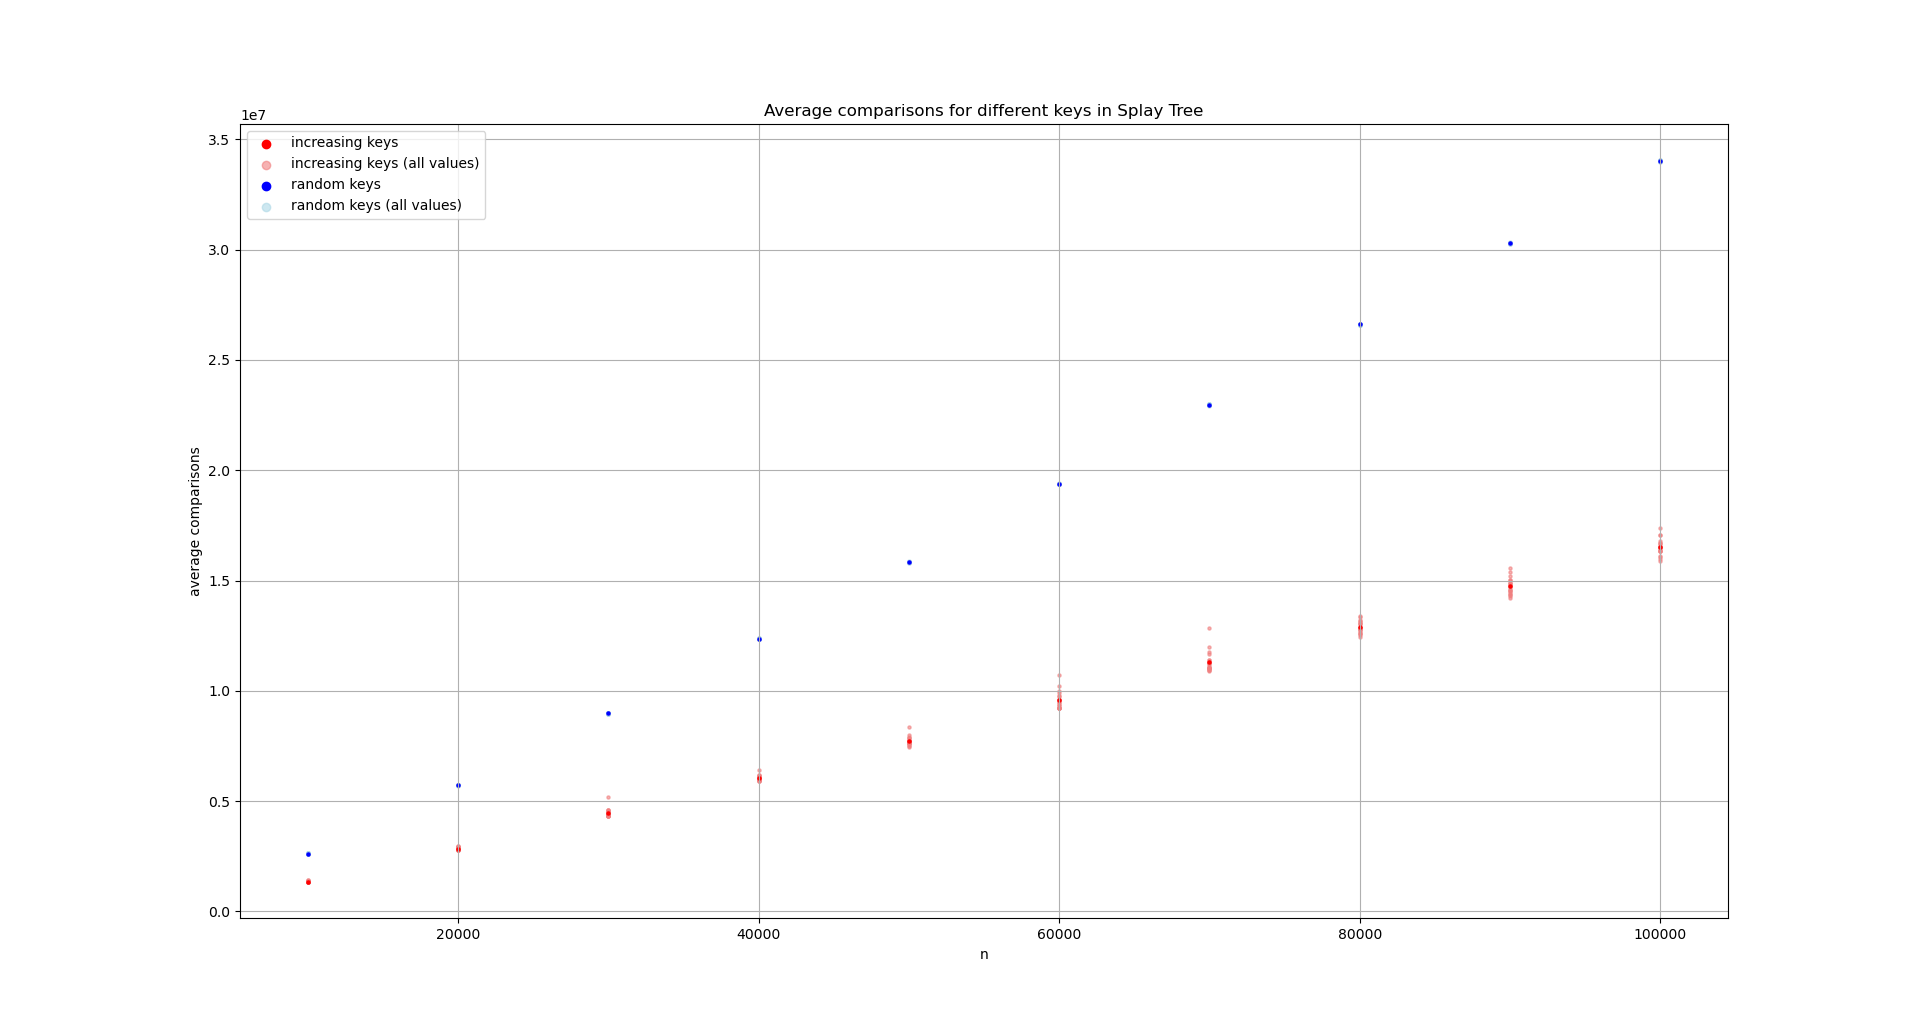 Average comparisons for different keys in Splay Tree
1e7
increasing keys
increasing keys (all values)
random keys
random keys (all values)
3.5
3.0
2.5
2.0
1.5
1.0
0.5
0.0
average comparisons
20000 40000 60000 80000 100000
n